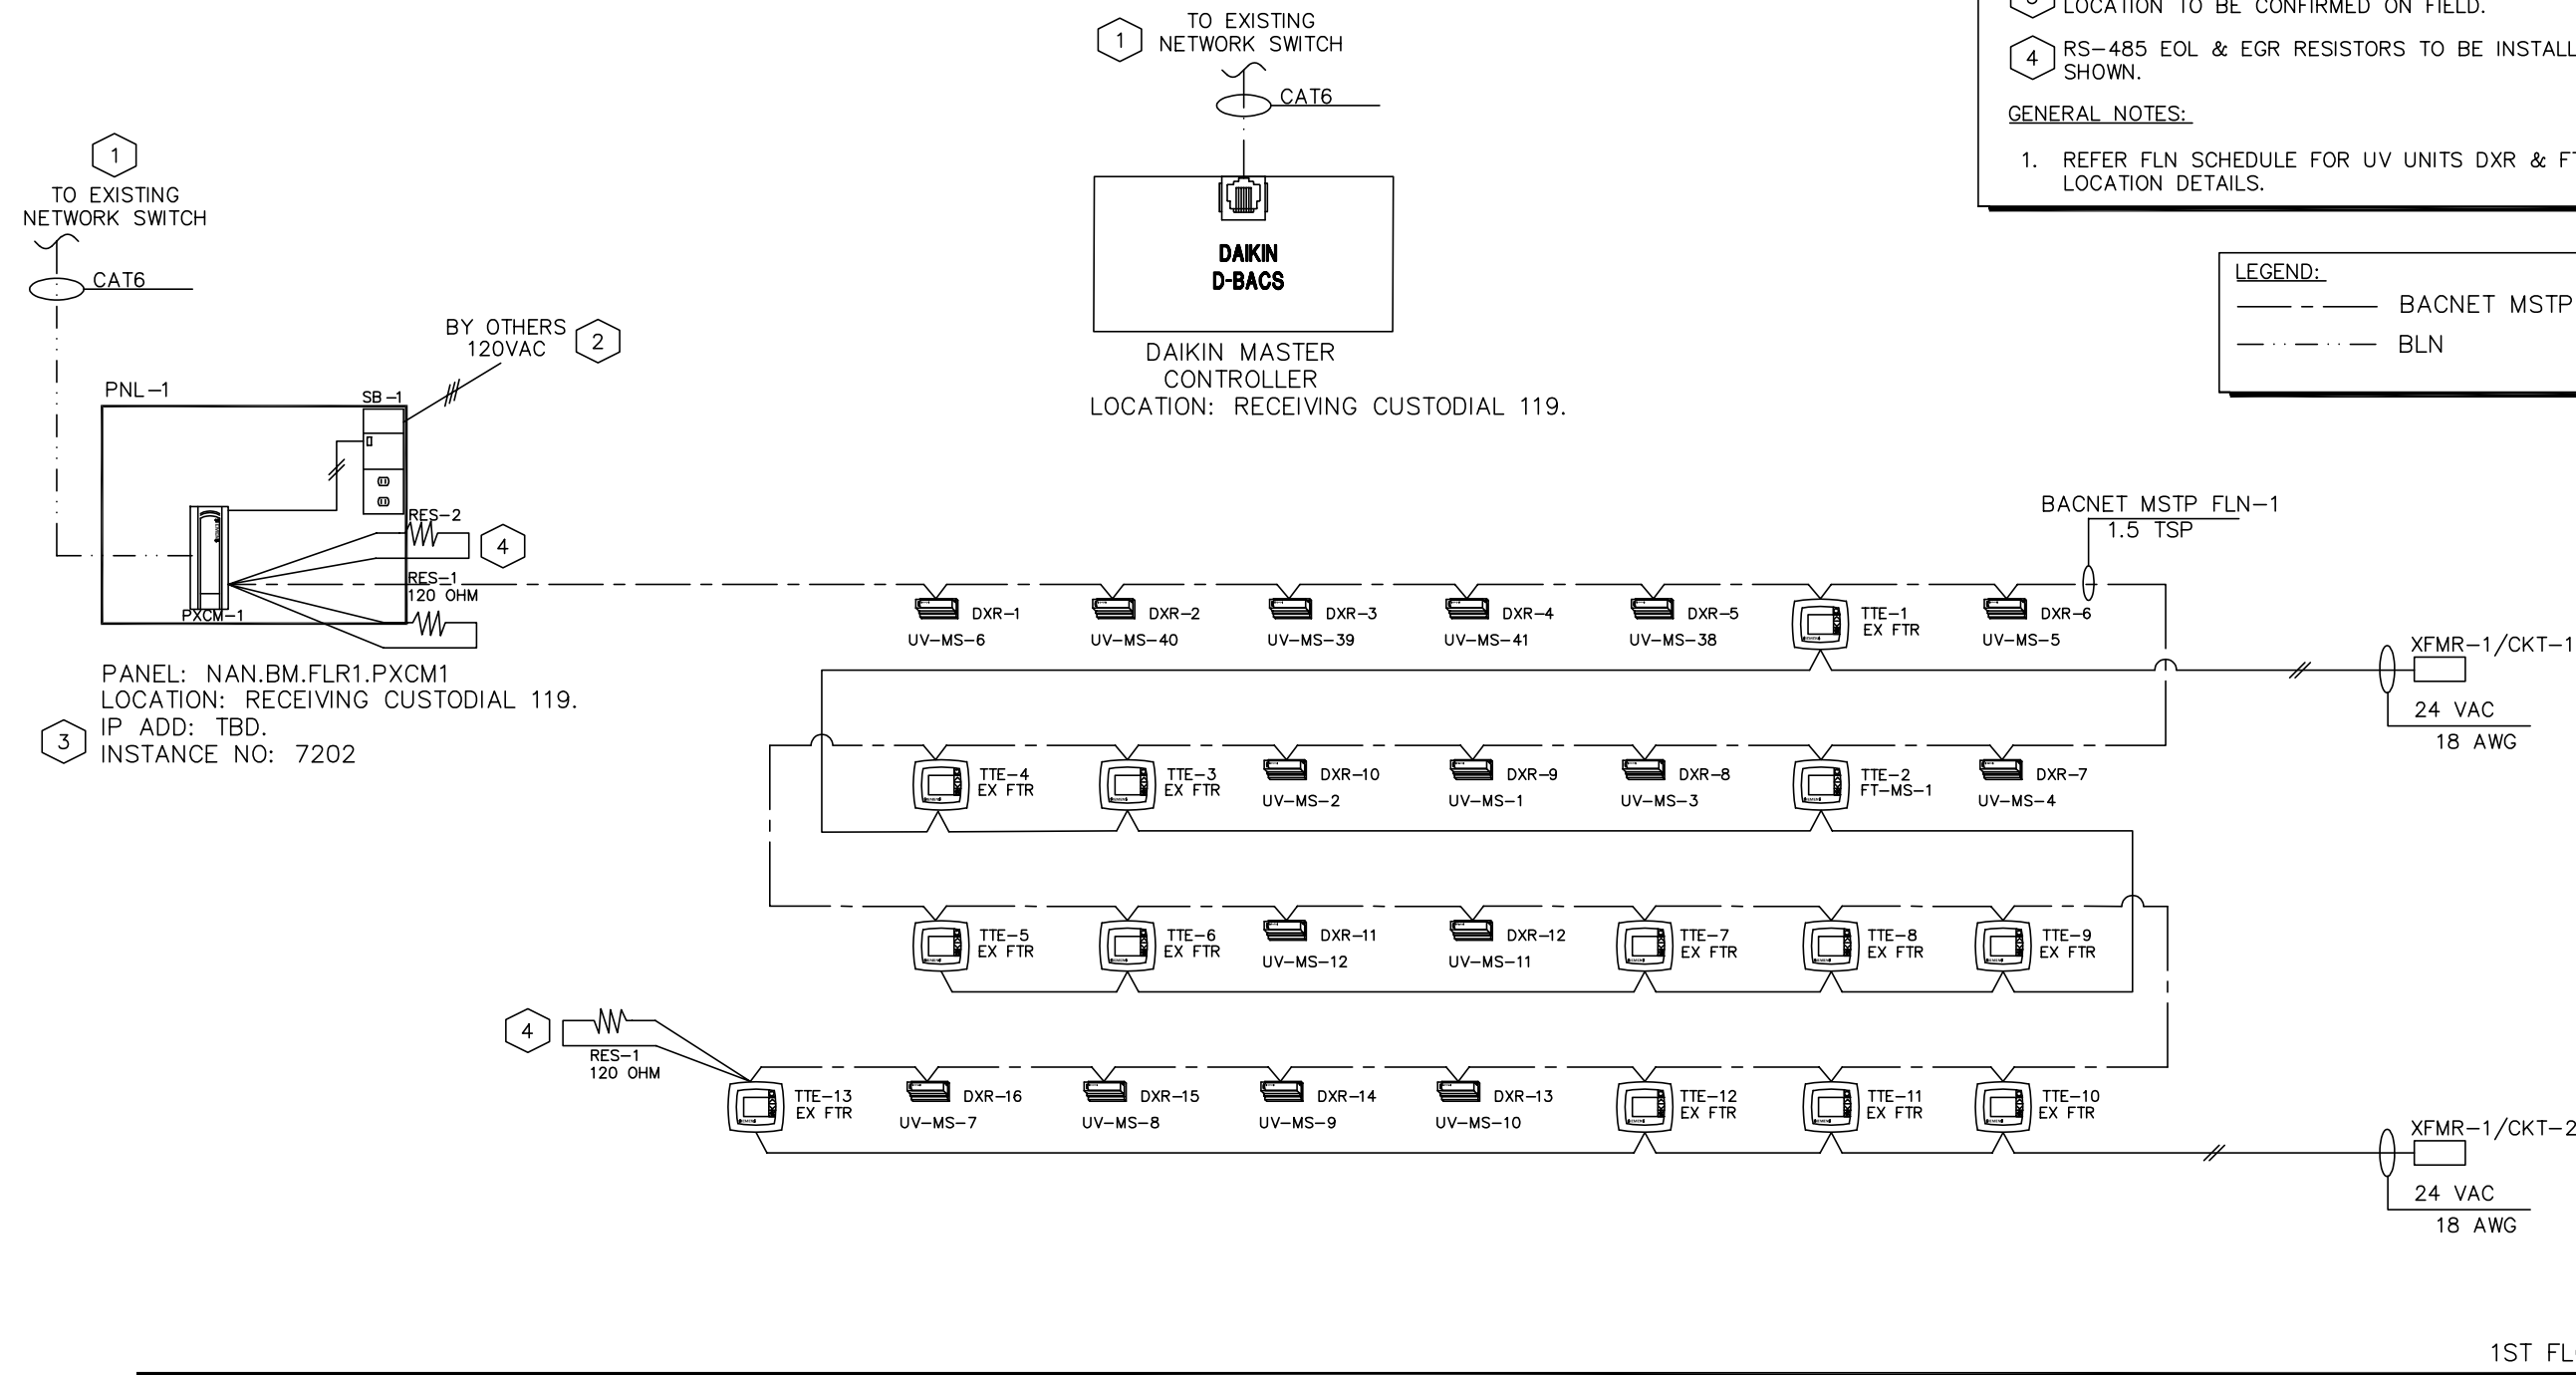 1
TO EXISTING
NETWORK SWITCH
CAT6
LOCATION TO BE CONFIRMED ON FIELD.
4
RS-485 EOL & EGR RESISTORS TO BE
SHOWN.
GENERAL NOTES:
1. REFER FLN SCHEDULE FOR UV UNITS DXR &
LOCATION DETAILS.
1
TO EXISTING
NETWORK SWITCH
CAT6
DAIKIN
D-BACS
DAIKIN MASTER
CONTROLLER
LOCATION: RECEIVING CUSTODIAL 119.
LEGEND:
BACNET MSTP
BLN
BY OTHERS
120VAC
2
PNL-1
SB-1
RES-2
4
RES-1
120 OHM
PXCM-1
PANEL: NAN.BM.FLR1.PXCM1
LOCATION: RECEIVING CUSTODIAL 119.
3
IP ADD: TBD.
INSTANCE NO: 7202
BACNET MSTP FLN-1
1.5 TSP
DXR-1
UV-MS-6
DXR-2
UV-MS-40
DXR-3
UV-MS-39
DXR-4
UV-MS-41
DXR-5
UV-MS-38
TTE-1
EX FTR
DXR-6
UV-MS-5
XFMR-1/CKT-1
24 VAC
18 AWG
TTE-4
EX FTR
TTE-3
EX FTR
DXR-10
UV-MS-2
DXR-9
UV-MS-1
DXR-8
UV-MS-3
TTE-2
FT-MS-1
DXR-7
UV-MS-4
TTE-5
EX FTR
TTE-6
EX FTR
DXR-11
UV-MS-12
DXR-12
UV-MS-11
TTE-7
EX FTR
TTE-8
EX FTR
TTE-9
EX FTR
4
RES-1
120 OHM
TTE-13
EX FTR
DXR-16
UV-MS-7
DXR-15
UV-MS-8
DXR-14
UV-MS-9
DXR-13
UV-MS-10
TTE-12
EX FTR
TTE-11
EX FTR
TTE-10
EX FTR
XFMR-1/CKT-2
24 VAC
18 AWG
1ST